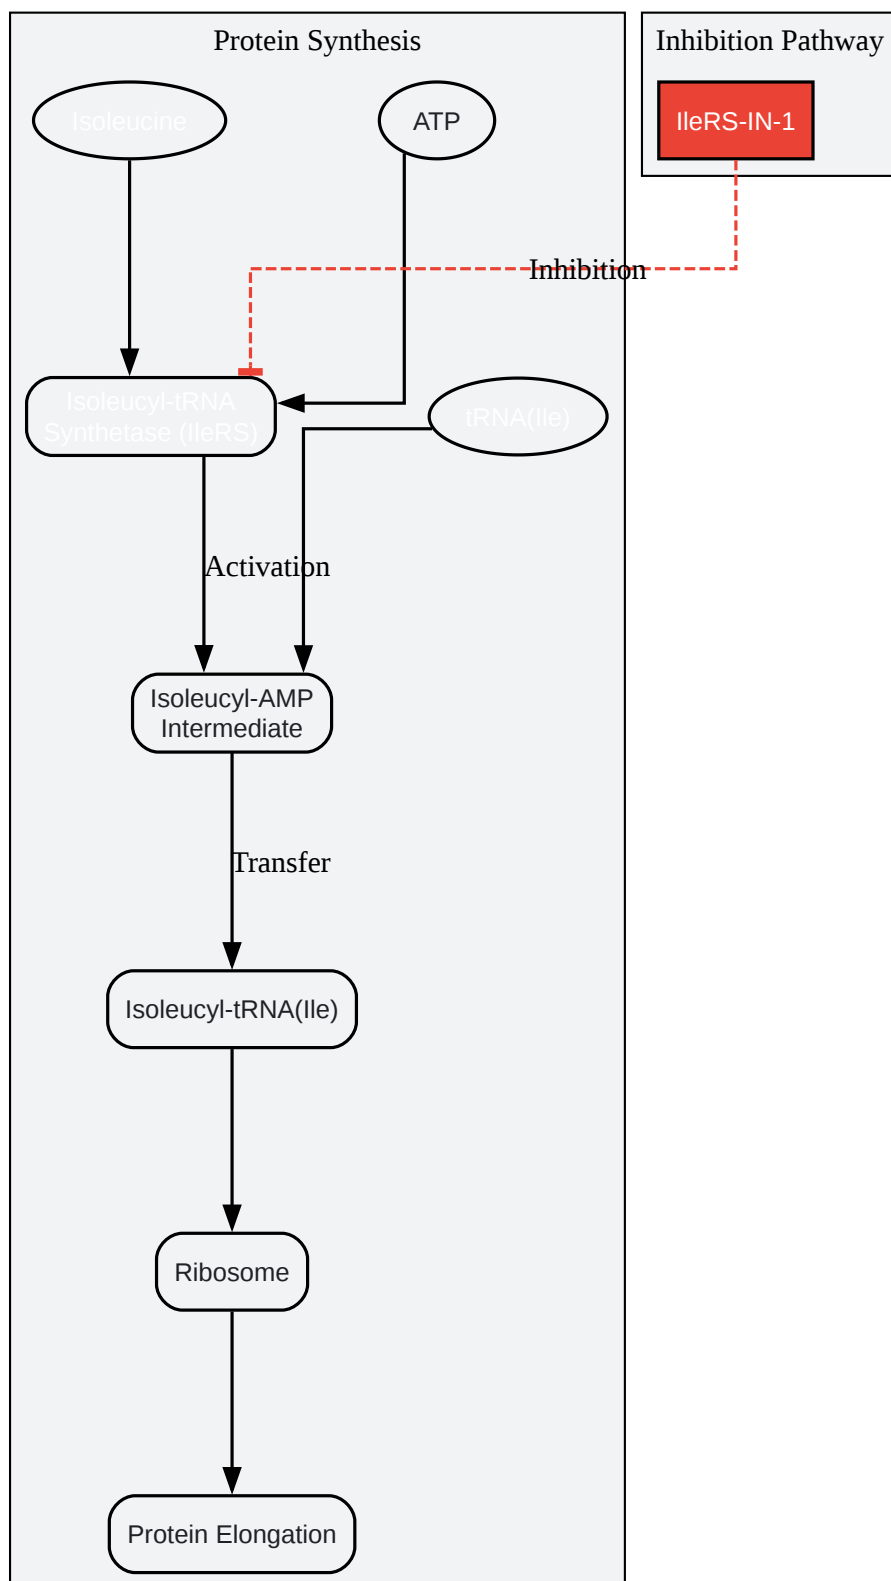 Protein Synthesis
Inhibition Pathway
Isoleucine
ATP
IleRS-IN-1
Inhibition
Isoleucyl-tRNA
Synthetase (IleRS)
tRNA(Ile)
Activation
Isoleucyl-AMP
Intermediate
Transfer
Isoleucyl-tRNA(Ile)
Ribosome
Protein Elongation